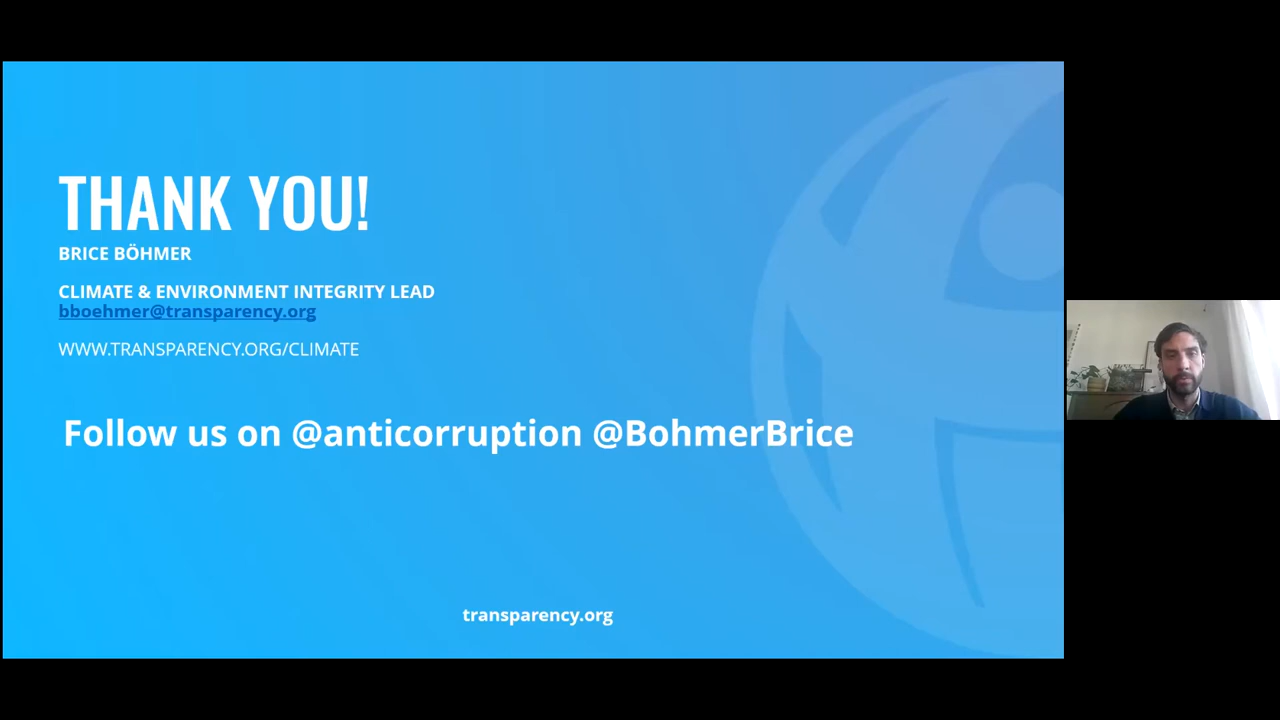 THANK YOU!
BRICE BÖHMER
CLIMATE & ENVIRONMENT INTEGRITY LEAD
bboehmer@transparency.org
WWW.TRANSPARENCY.ORG/CLIMATE
Follow us on @anticorruption @BohmerBrice
transparency.org